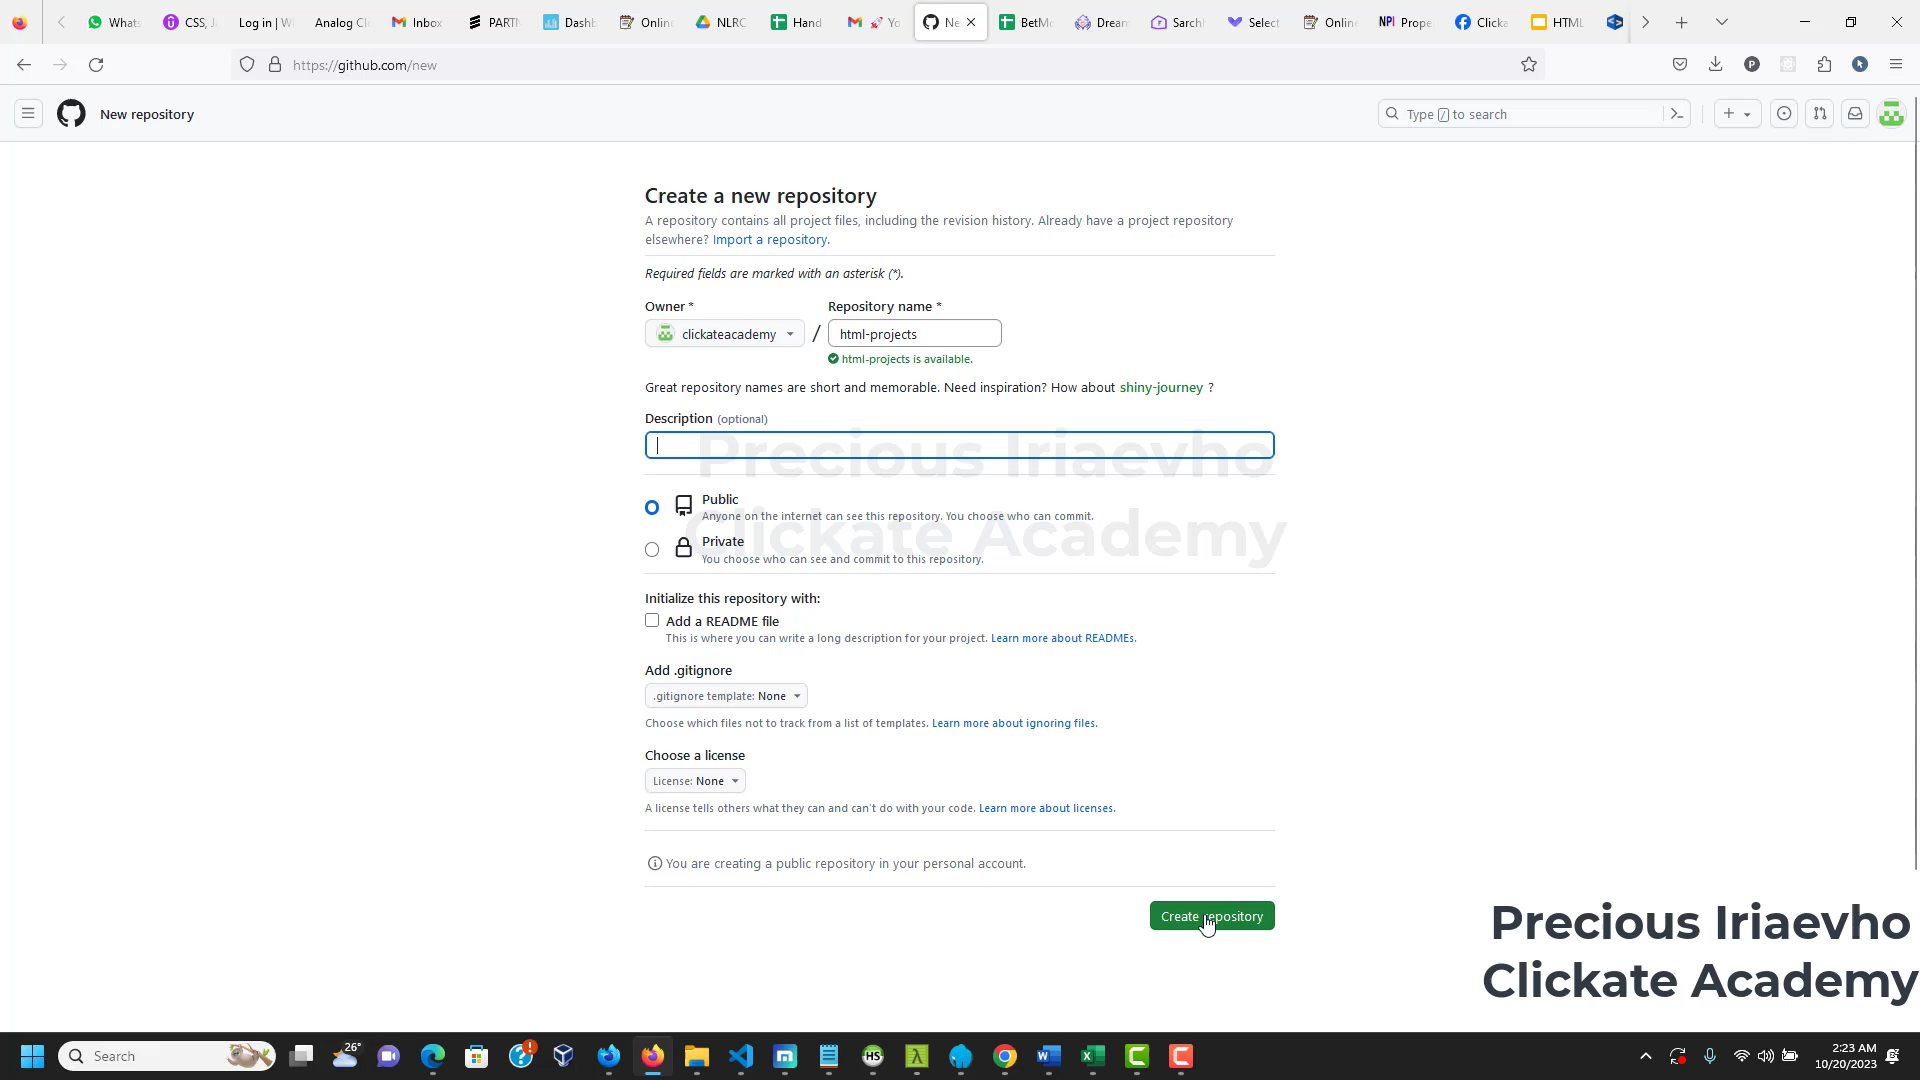 Whats
CSS, J
Log in | W
Analog Cl
Inbox
PARTN
Dashb
Online
NLRC
Hand
Yo
Ne
BetMo
Dream
Sarch
Select
Online
NPI Prope
Clicka
HTML
https://github.com/new
New repository
Type / to search
Create a new repository
A repository contains all project files, including the revision history. Already have a project repository
elsewhere? Import a repository.
Required fields are marked with an asterisk (*).
Owner *
Repository name *
clickateacademy / html-projects
html-projects is available.
Great repository names are short and memorable. Need inspiration? How about shiny-journey ?
Description (optional)
Precious Iriaevho
Clickate Academy
Public
Anyone on the internet can see this repository. You choose who can commit.
Private
You choose who can see and commit to this repository.
Initialize this repository with:
Add a README file
This is where you can write a long description for your project. Learn more about READMEs.
Add .gitignore
.gitignore template: None
Choose which files not to track from a list of templates. Learn more about ignoring files.
Choose a license
License: None
A license tells others what they can and can't do with your code. Learn more about licenses.
You are creating a public repository in your personal account.
Create repository
Precious Iriaevho
Clickate Academy
Search
26°
HS
2:23 AM
10/20/2023